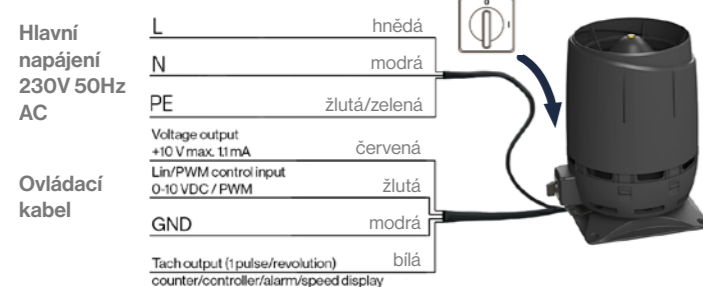 Hlavní
napájení
230V 50Hz
AC
L hnědá
N modrá
PE žlutá/zelená
Voltage output
+10 V max. 1.1 mA červená
Lin/PWM control input
0-10 VDC / PWM žlutá
Ovládací
kabel
GND modrá
Tach output (1 pulse/revolution) bílá
counter/controller/alarm/speed display
0
I